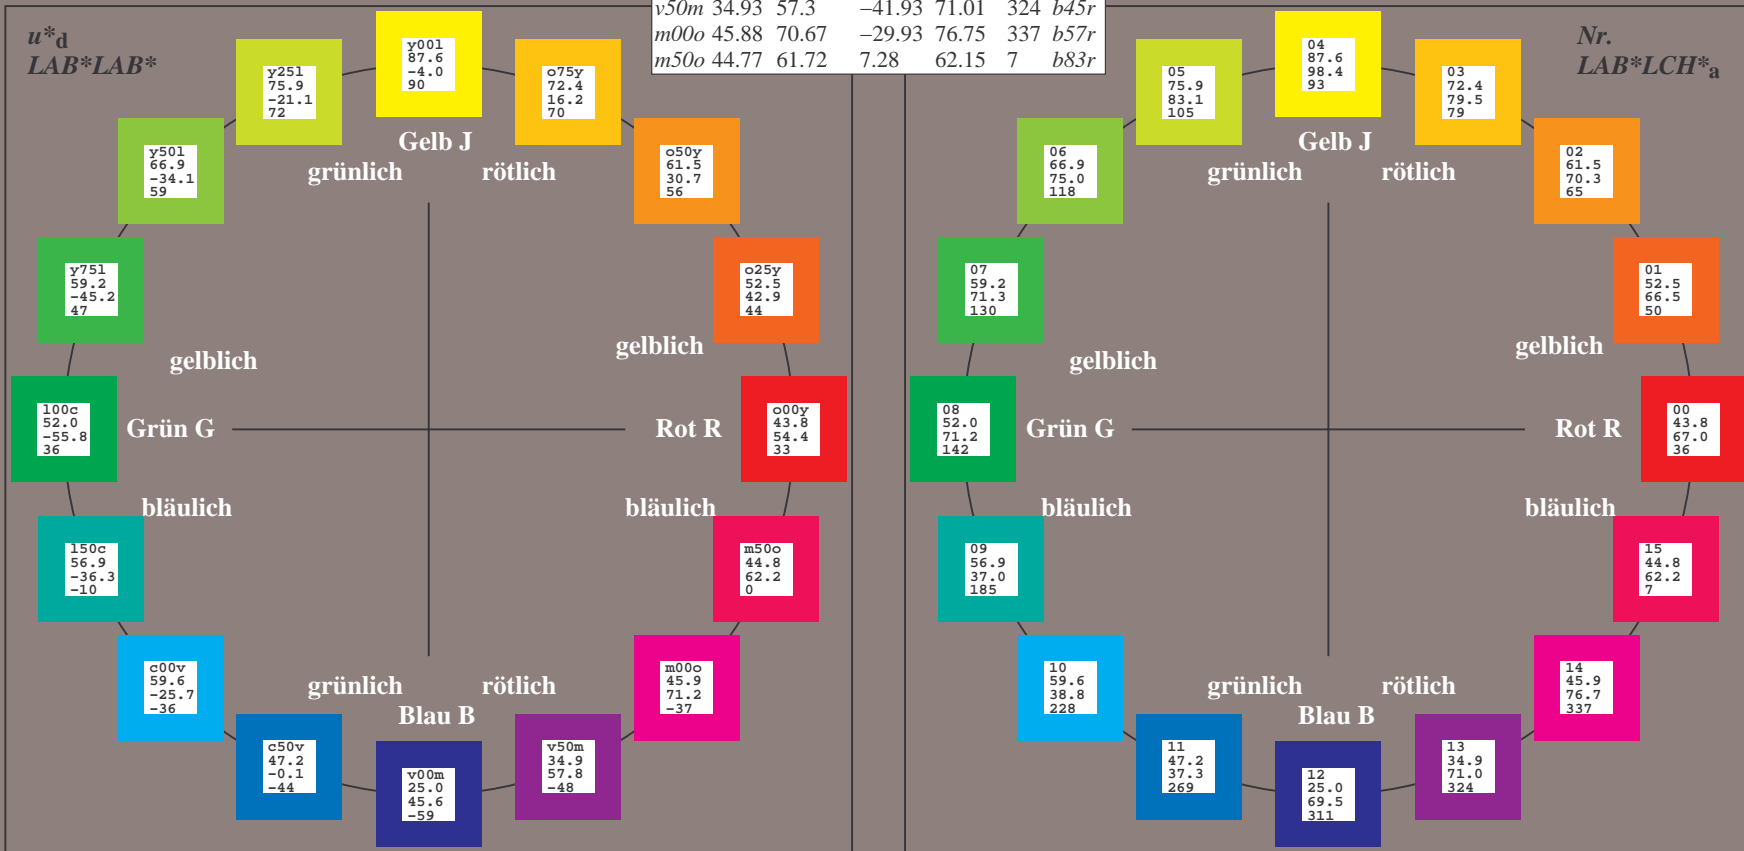 v50m 34.93 57.3 −41.93 71.01 324 b45r
m00o 45.88 70.67 −29.93 76.75 337 b57r
m50o 44.77 61.72 7.28 62.15 7 b83r
u*d
LAB*LAB*
y00l
87.6
-4.0
90
y25l
75.9
-21.1
72
o75y
72.4
16.2
70
Gelb J
grünlich rötlich
y50l
66.9
-34.1
59
o50y
61.5
30.7
56
y75l
59.2
-45.2
47
o25y
52.5
42.9
44
gelblich
gelblich
l00c
52.0
-55.8
36
Grün G
Rot R
o00y
43.8
54.4
33
bläulich
bläulich
l50c
56.9
-36.3
-10
m50o
44.8
62.2
0
c00v
59.6
-25.7
-36
m00o
45.9
71.2
-37
grünlich rötlich
Blau B
c50v
47.2
-0.1
-44
v00m
25.0
45.6
-59
v50m
34.9
57.8
-48
Nr.
LAB*LCH*a
04
87.6
98.4
93
05
75.9
83.1
105
03
72.4
79.5
79
Gelb J
grünlich rötlich
06
66.9
75.0
118
02
61.5
70.3
65
07
59.2
71.3
130
01
52.5
66.5
50
gelblich
gelblich
08
52.0
71.2
142
Grün G
Rot R
00
43.8
67.0
36
bläulich
bläulich
09
56.9
37.0
185
15
44.8
62.2
7
10
59.6
38.8
228
14
45.9
76.7
337
grünlich rötlich
Blau B
11
47.2
37.3
269
12
25.0
69.5
311
13
34.9
71.0
324